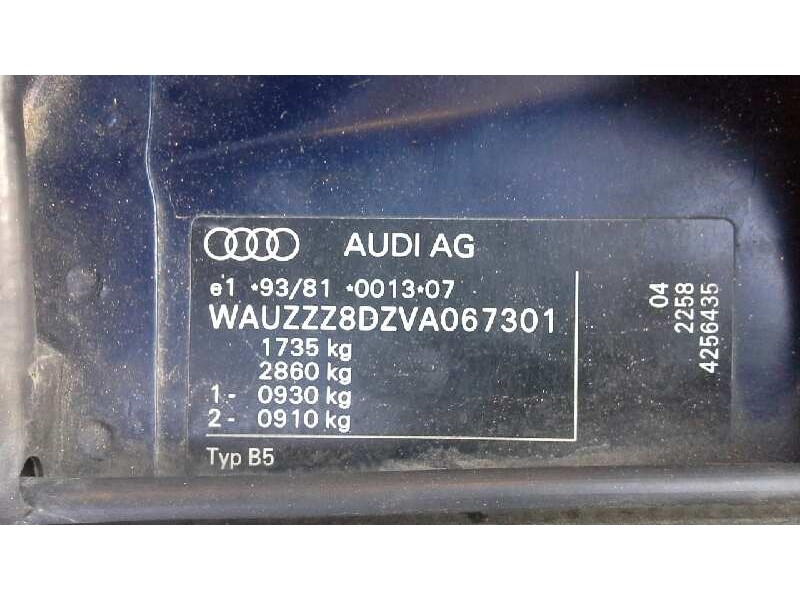 AUDI AG
e1 *93/81 *0013*07
WAUZZZ8DZVA067301
1735 kg
2860 kg
1- 0930 kg
2- 0910 kg
Typ B5
04
2258
4256435